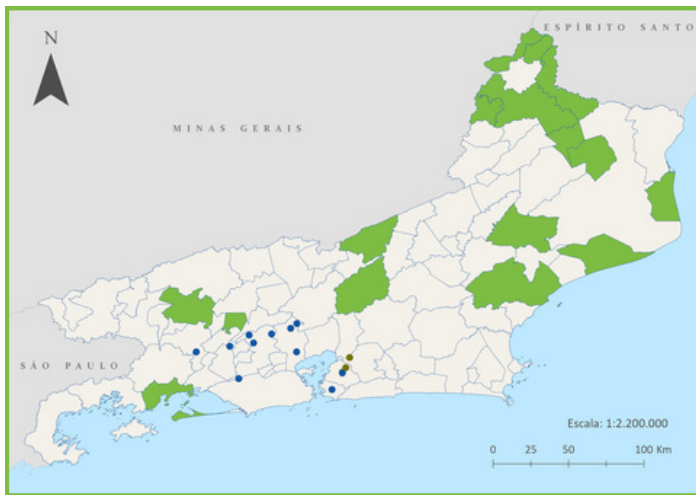 ESPÍRITO SANTO
N
MINAS GERAIS
SÃO PAULO
Escala: 1:2.200.000
0 25 50 100 Km